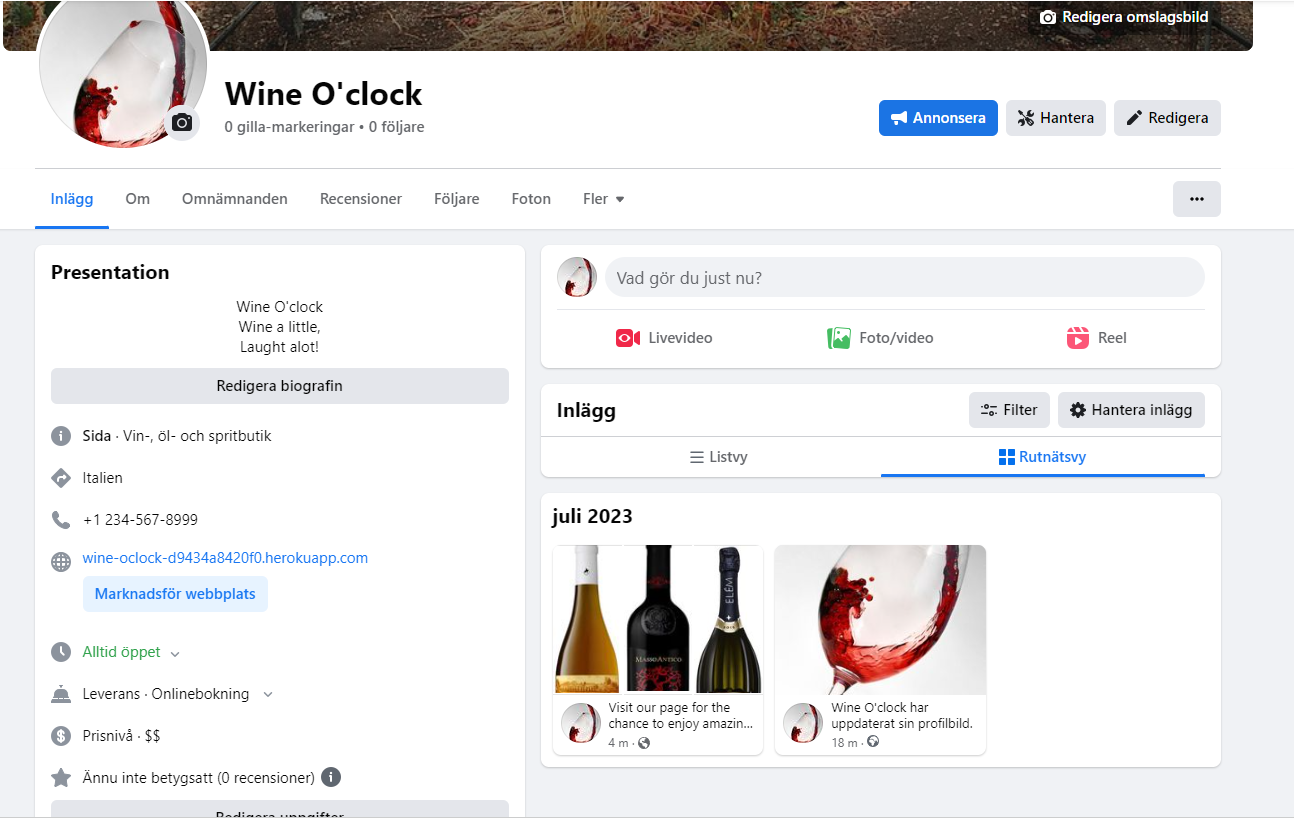 Redigera omslagsbild
Wine O'clock
0 gilla-markeringar • 0 följare
Annonsera
Hantera
Redigera
Inlägg
Om
Omnämnanden
Recensioner
Följare
Foton
Fler
Presentation
Wine O'clock
Wine a little,
Laught alot!
Redigera biografin
Sida · Vin-, öl- och spritbutik
Italien
+1 234-567-8999
wine-oclock-d9434a8420f0.herokuapp.com
Marknadsför webbplats
Alltid öppet
Leverans · Onlinebokning
Prisnivå · $$
Ännu inte betygsatt (0 recensioner)
Redigera uppgifter
Vad gör du just nu?
Livevideo
Foto/video
Reel
Inlägg
Filter
Hantera inlägg
Listvy
Rutnätsvy
juli 2023
MASSOANTICO
ELÉM
Visit our page for the
chance to enjoy amazin...
4 m ·
Wine O'clock har
uppdaterat sin profilbild.
18 m ·